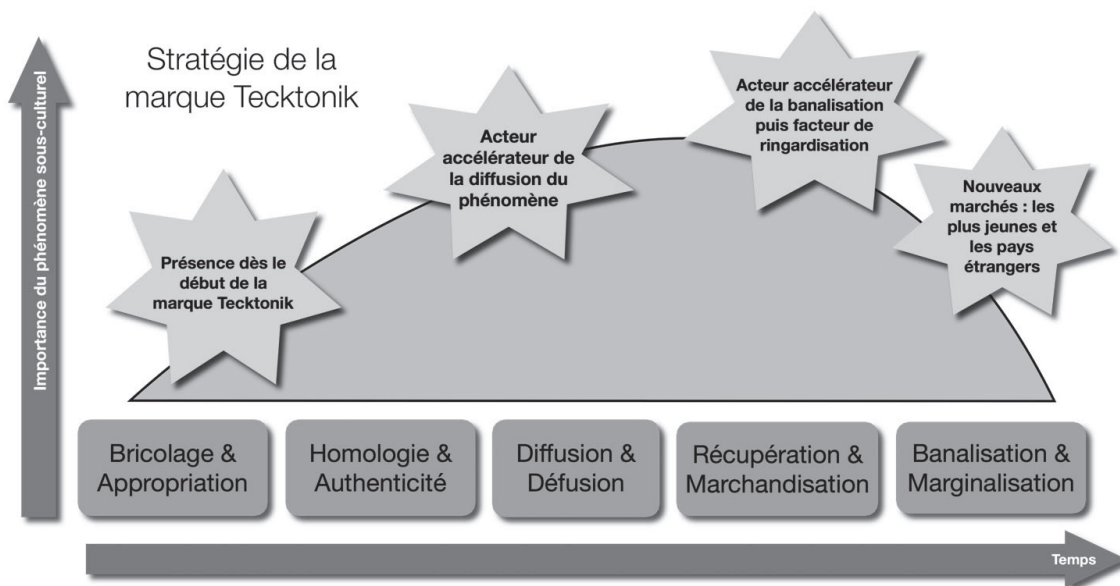 Stratégie de la
marque Tecktonik
Importance du phénomène sous-culturel
Présence dès le
début de la
marque Tecktonik
Acteur
accélérateur de
la diffusion du
phénomène
Acteur accélérateur
de la banalisation
puis facteur de
ringardisation
Nouveaux
marchés : les
plus jeunes et
les pays
étrangers
Bricolage &
Appropriation
Homologie &
Authenticité
Diffusion &
Défusion
Récupération &
Marchandisation
Banalisation &
Marginalisation
Temps